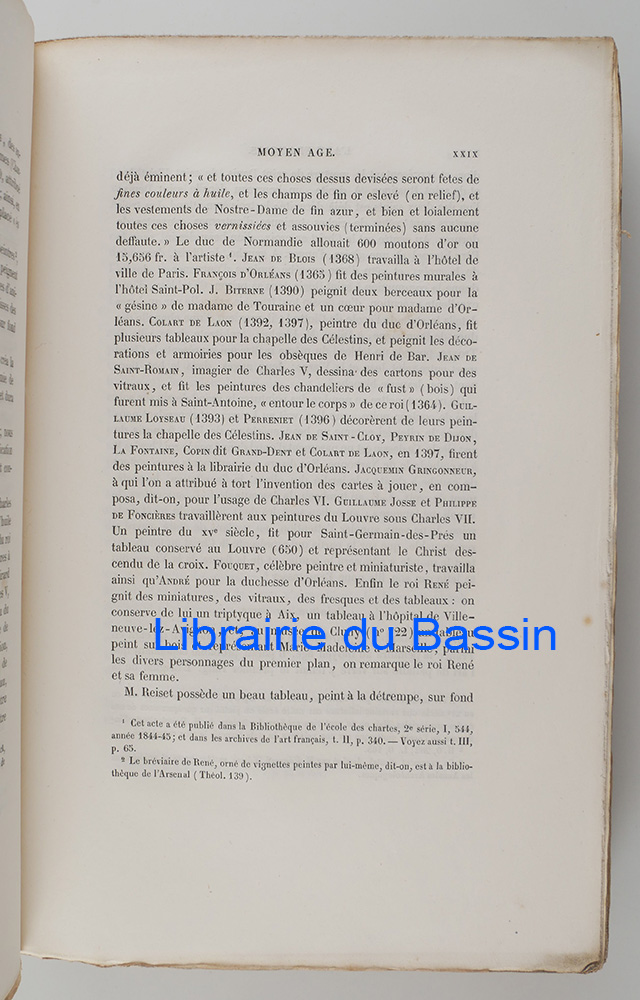 MOYEN AGE. XXIX
déjà éminent ; « et toutes ces choses dessus devisées seront fetes de
fines couleurs à huile, et les champs de fin or eslevé (en relief), et
les vestements de Nostre-Dame de fin azur, et bien et loialement
toutes ces choses vernissiées et assouvies (terminées) sans aucune
deffaute. » Le duc de Normandie allouait 600 moutons d'or ou
15,656 fr. à l'artiste ¹. JEAN DE BLOIS (1368) travailla à l'hôtel de
ville de Paris. FRANÇOIS D'ORLÉANS (1365) fit des peintures murales à
l'hôtel Saint-Pol. J. BITERNE (1390) peignit deux berceaux pour la
« gésine » de madame de Touraine et un cœur pour madame d'Or-
léans. COLART DE LAON (1392, 1397), peintre du duc d'Orléans, fit
plusieurs tableaux pour la chapelle des Célestins, et peignit les déco-
rations et armoiries pour les obsèques de Henri de Bar. JEAN DE
SAINT-ROMAIN, imagier de Charles V, dessina des cartons pour des
vitraux, et fit les peintures des chandeliers de « fust » (bois) qui
furent mis à Saint-Antoine, « entour le corps » de ce roi (1364). GUIL-
LAUME LOYSEAU (1393) et PERRENIET (1396) décorèrent de leurs pein-
tures la chapelle des Célestins. JEAN DE SAINT-CLOY, PEYRIN DE DIJON,
LA FONTAINE, COPIN dit GRAND-DENT et COLART DE LAON, en 1397, firent
des peintures à la librairie du duc d'Orléans. JACQUEMIN GRINGONNEUR,
à qui l'on a attribué à tort l'invention des cartes à jouer, en com-
posa, dit-on, pour l'usage de Charles VI. GUILLAUME JOSSE et PHILIPPE
DE FONCIÈRES travaillèrent aux peintures du Louvre sous Charles VII.
Un peintre du XVe siècle, fit pour Saint-Germain-des-Prés un
tableau conservé au Louvre (650) et représentant le Christ des-
cendu de la croix. FOUQUET, célèbre peintre et miniaturiste, travailla
ainsi qu'ANDRÉ pour la duchesse d'Orléans. Enfin le roi RENÉ pei-
gnit des miniatures, des vitraux, des fresques et des tableaux : on
conserve de lui un triptyque à Aix, un tableau à l'hôpital de Ville-
neuve-lez-Avignon
Librairie du Bassin
peint sur Marie Madeleine à Marseille, parmi
les divers personnages du premier plan, on remarque le roi René
et sa femme.
M. Reiset possède un beau tableau, peint à la détrempe, sur fond
¹ Cet acte a été publié dans la Bibliothèque de l'école des chartes, 2e série, I, 544,
année 1844-45; et dans les archives de l'art français, t. II, p. 340. — Voyez aussi t. III,
p. 65.
² Le bréviaire de René, orné de vignettes peintes par lui-même, dit-on, est à la biblio-
thèque de l'Arsenal (Théol. 139).